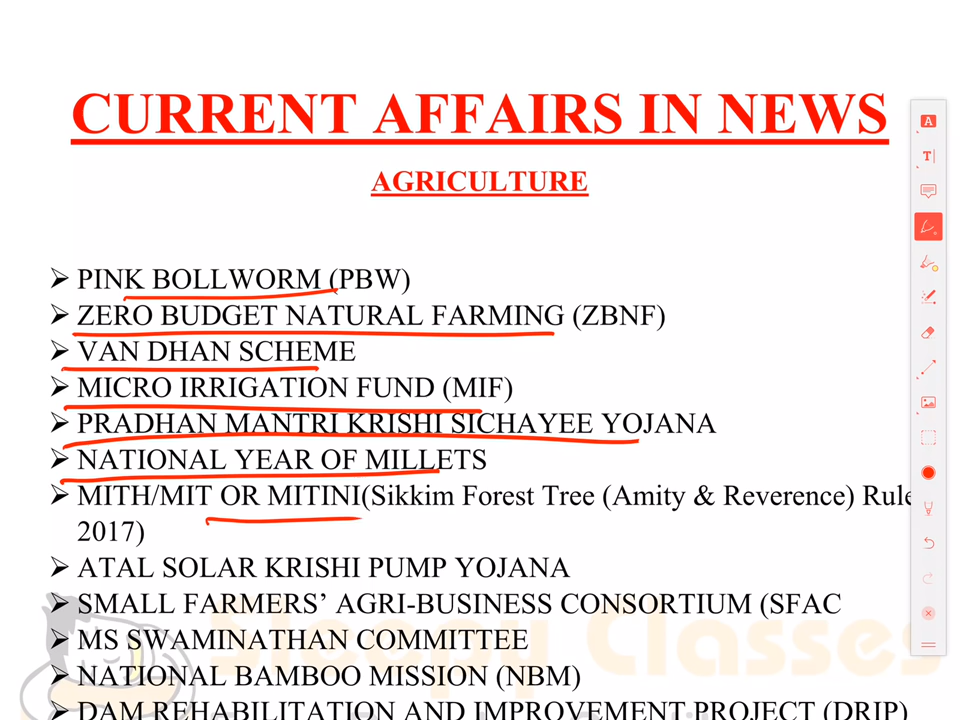 CURRENT AFFAIRS IN NEWS
AGRICULTURE
➢ PINK BOLLWORM (PBW)
➢ ZERO BUDGET NATURAL FARMING (ZBNF)
➢ VAN DHAN SCHEME
➢ MICRO IRRIGATION FUND (MIF)
➢ PRADHAN MANTRI KRISHI SICHAYEE YOJANA
➢ NATIONAL YEAR OF MILLETS
➢ MITH/MIT OR MITINI(Sikkim Forest Tree (Amity & Reverence) Rule
2017)
➢ ATAL SOLAR KRISHI PUMP YOJANA
➢ SMALL FARMERS’ AGRI-BUSINESS CONSORTIUM (SFAC
➢ MS SWAMINATHAN COMMITTEE
➢ NATIONAL BAMBOO MISSION (NBM)
➢ DAM REHABILITATION AND IMPROVEMENT PROJECT (DRIP)
Sleepy Classes